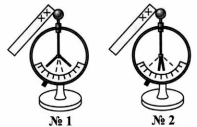 × ×
× ×
№ 1
№ 2